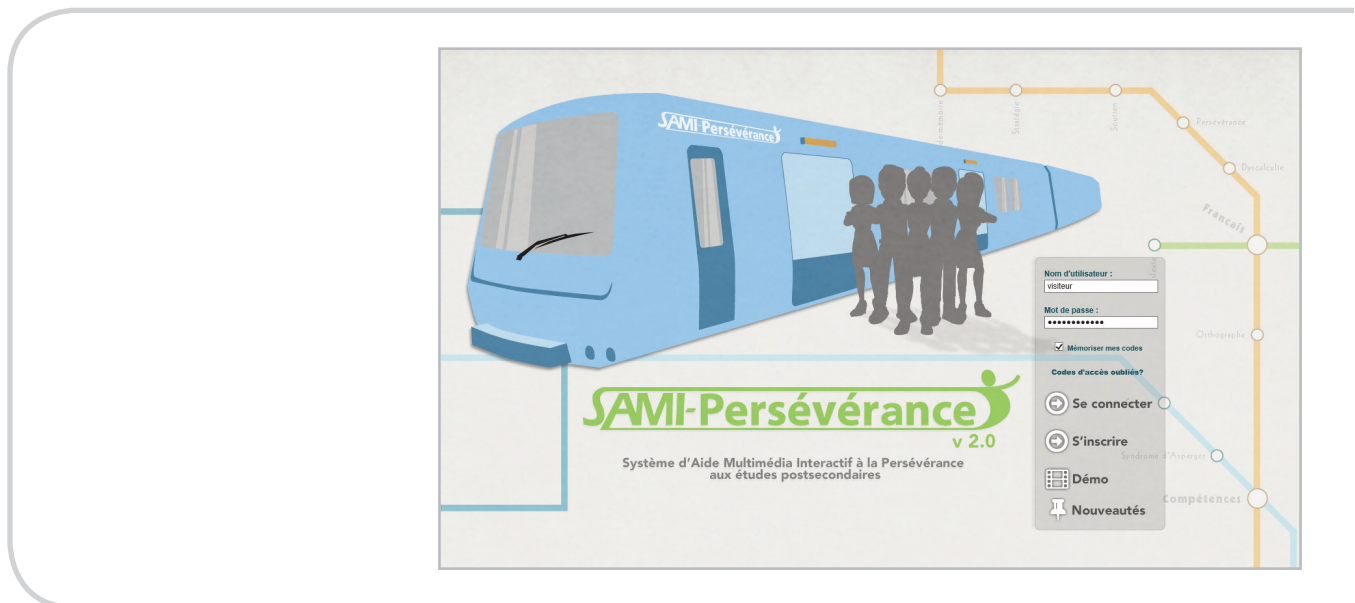 SAMI-Persévérance
Stratégie
Soutien
Persévérance
Dyscalculie
Français
Nom d'utilisateur :
visiteur
Mot de passe :
••••••••••••
Mémoriser mes codes
Codes d'accès oubliés?
Orthographe
SAMI-Persévérance
v 2.0
Se connecter
Système d'Aide Multimédia Interactif à la Persévérance
aux études postsecondaires
S'inscrire
Syndrome d'Asperger
Démo
Compétences
Nouveautés